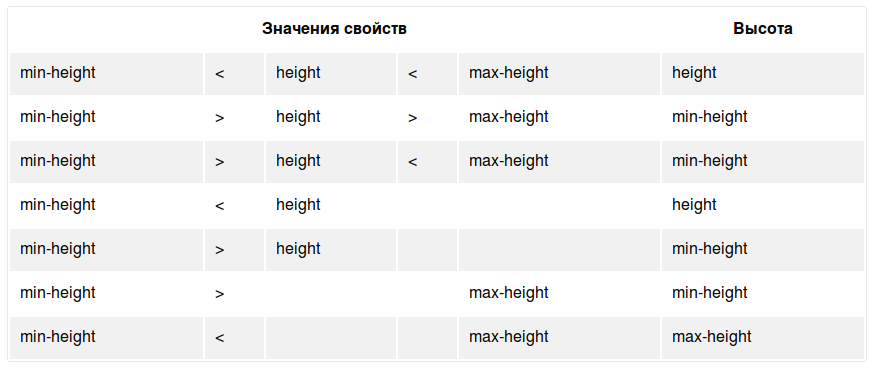 Значения свойств Высота
min-height < height < max-height height
min-height > height > max-height min-height
min-height > height < max-height min-height
min-height < height height
min-height > height min-height
min-height > max-height min-height
min-height < max-height max-height